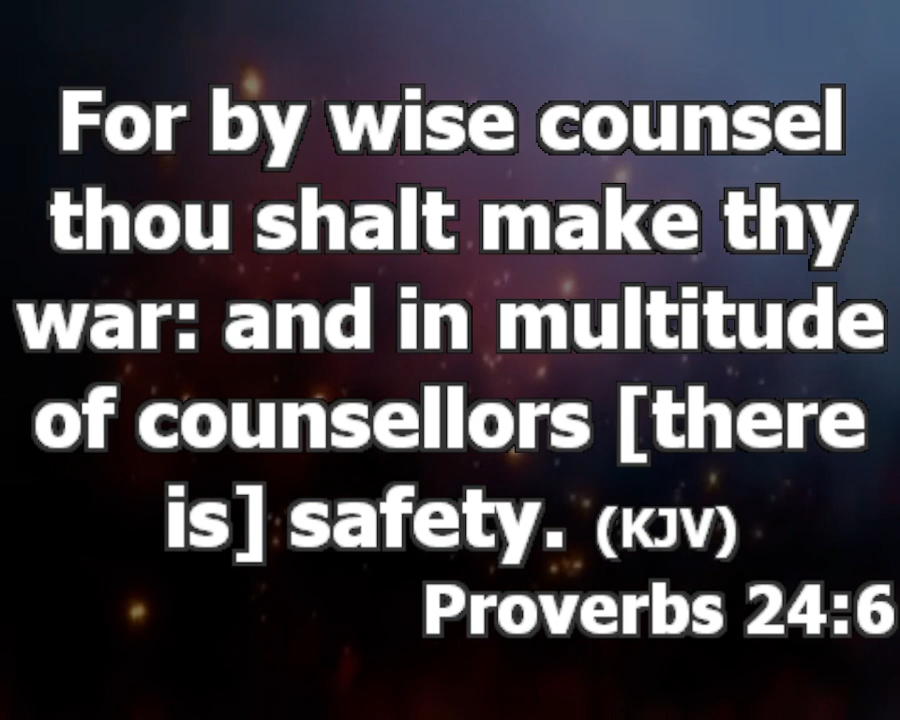 For by wise counsel
thou shalt make thy
war: and in multitude
of counsellors [there
is] safety. (KJV)
Proverbs 24:6